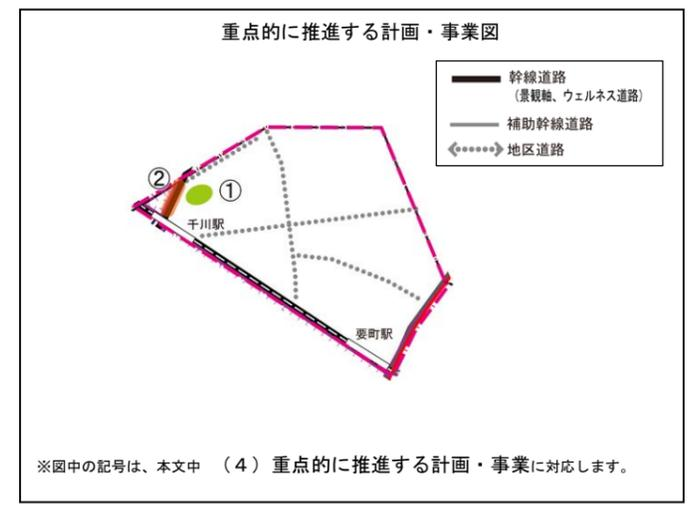 重点的に推進する計画・事業図
幹線道路
（景観軸、ウェルネス道路）
補助幹線道路
地区道路
②
①
千川駅
要町駅
※図中の記号は、本文中　（４）重点的に推進する計画・事業に対応します。